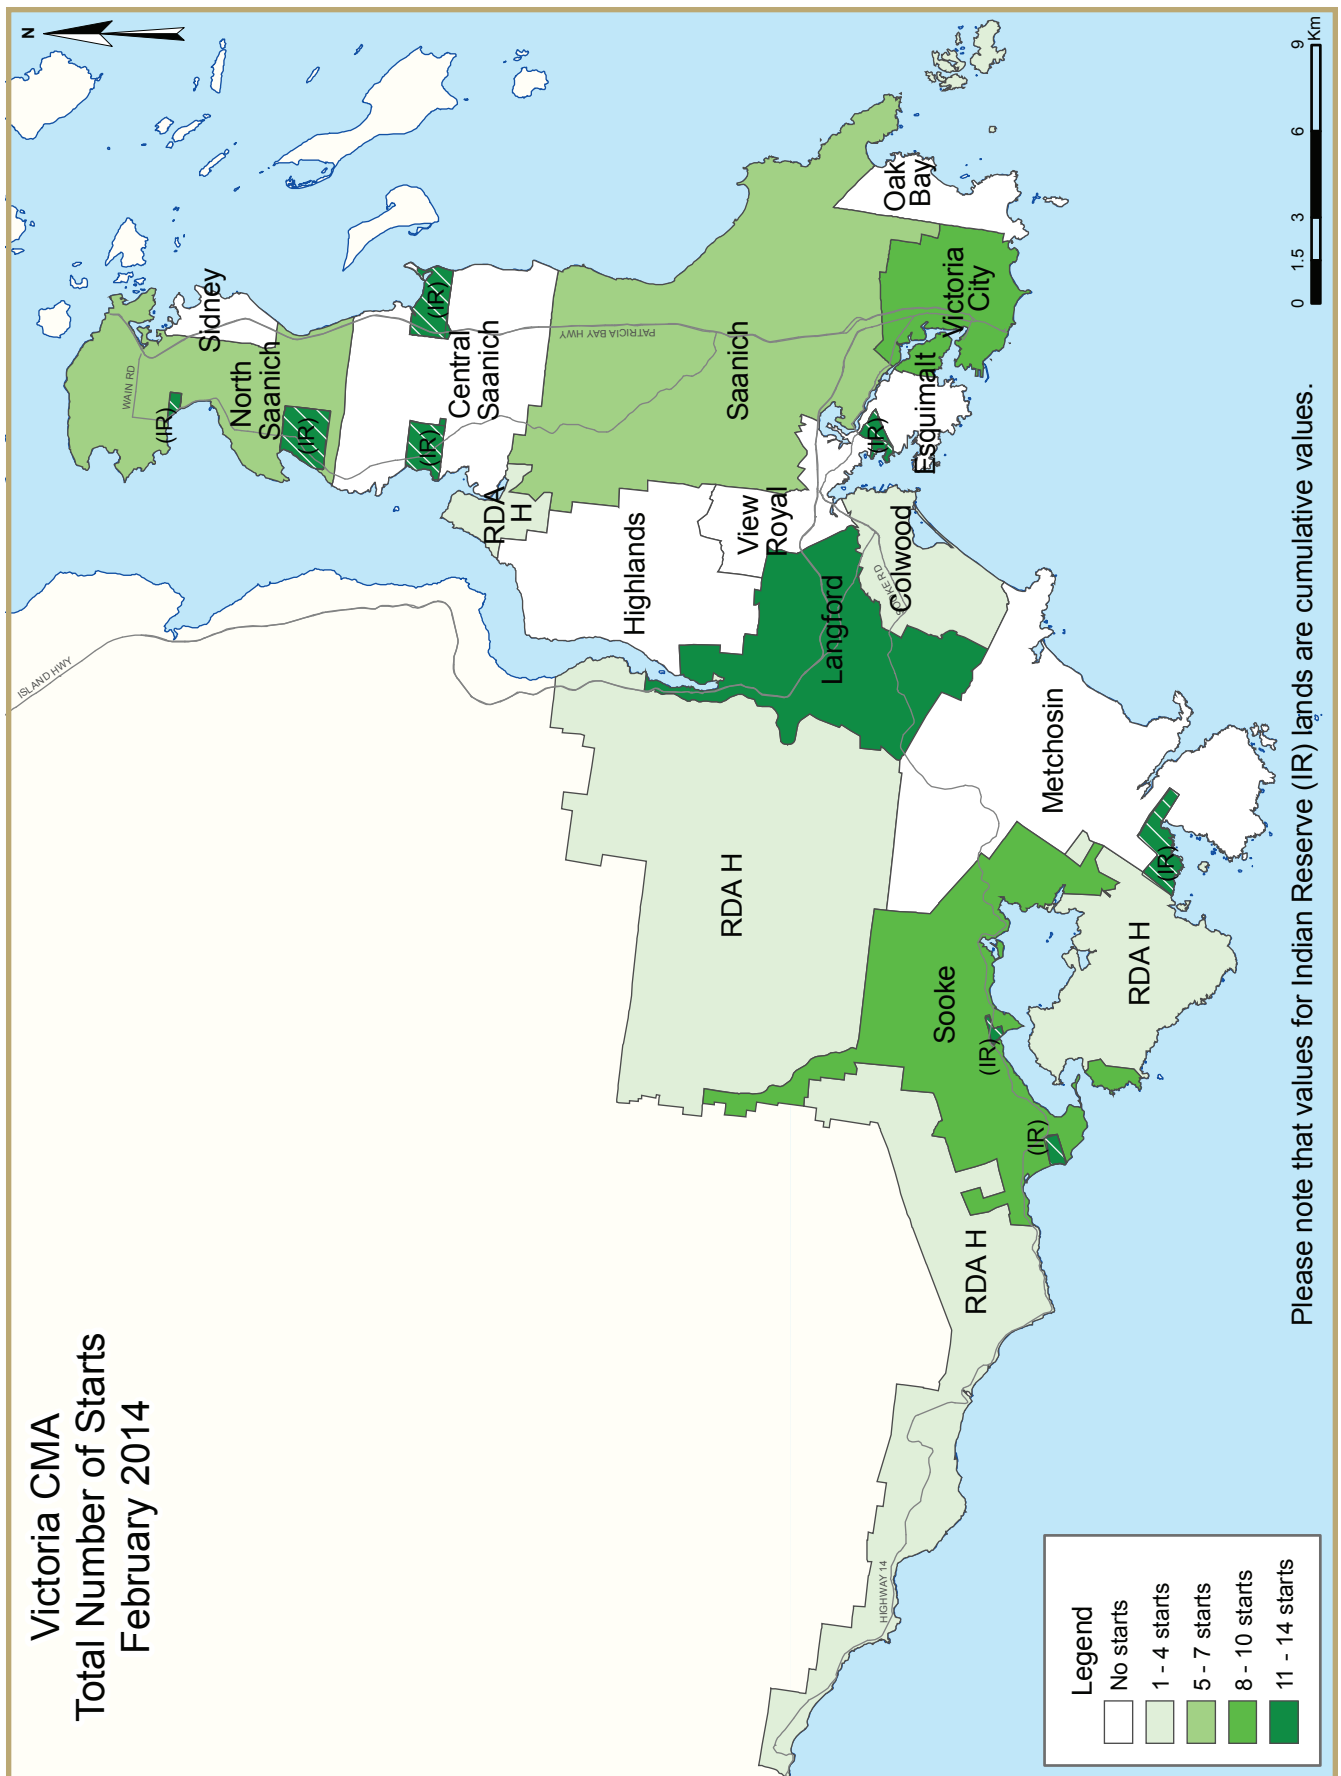 Victoria CMA
Total Number of Starts
February 2014
N
ISLAND HWY
WAIN RD
Sidney
North
Saanich
(IR)
(IR)
(IR)
(IR)
Central
Saanich
PATRICIA BAY HWY
Saanich
RDA
H
Highlands
View
Royal
Oak
Bay
Victoria
City
Esquimalt
(IR)
Langford
Colwood
SOOKE RD
Metchosin
(IR)
RDA H
Sooke
(IR)
(IR)
RDA H
RDA H
HIGHWAY 14
Legend
No starts
1 - 4 starts
5 - 7 starts
8 - 10 starts
11 - 14 starts
0 1.5 3 6 9
Km
Please note that values for Indian Reserve (IR) lands are cumulative values.